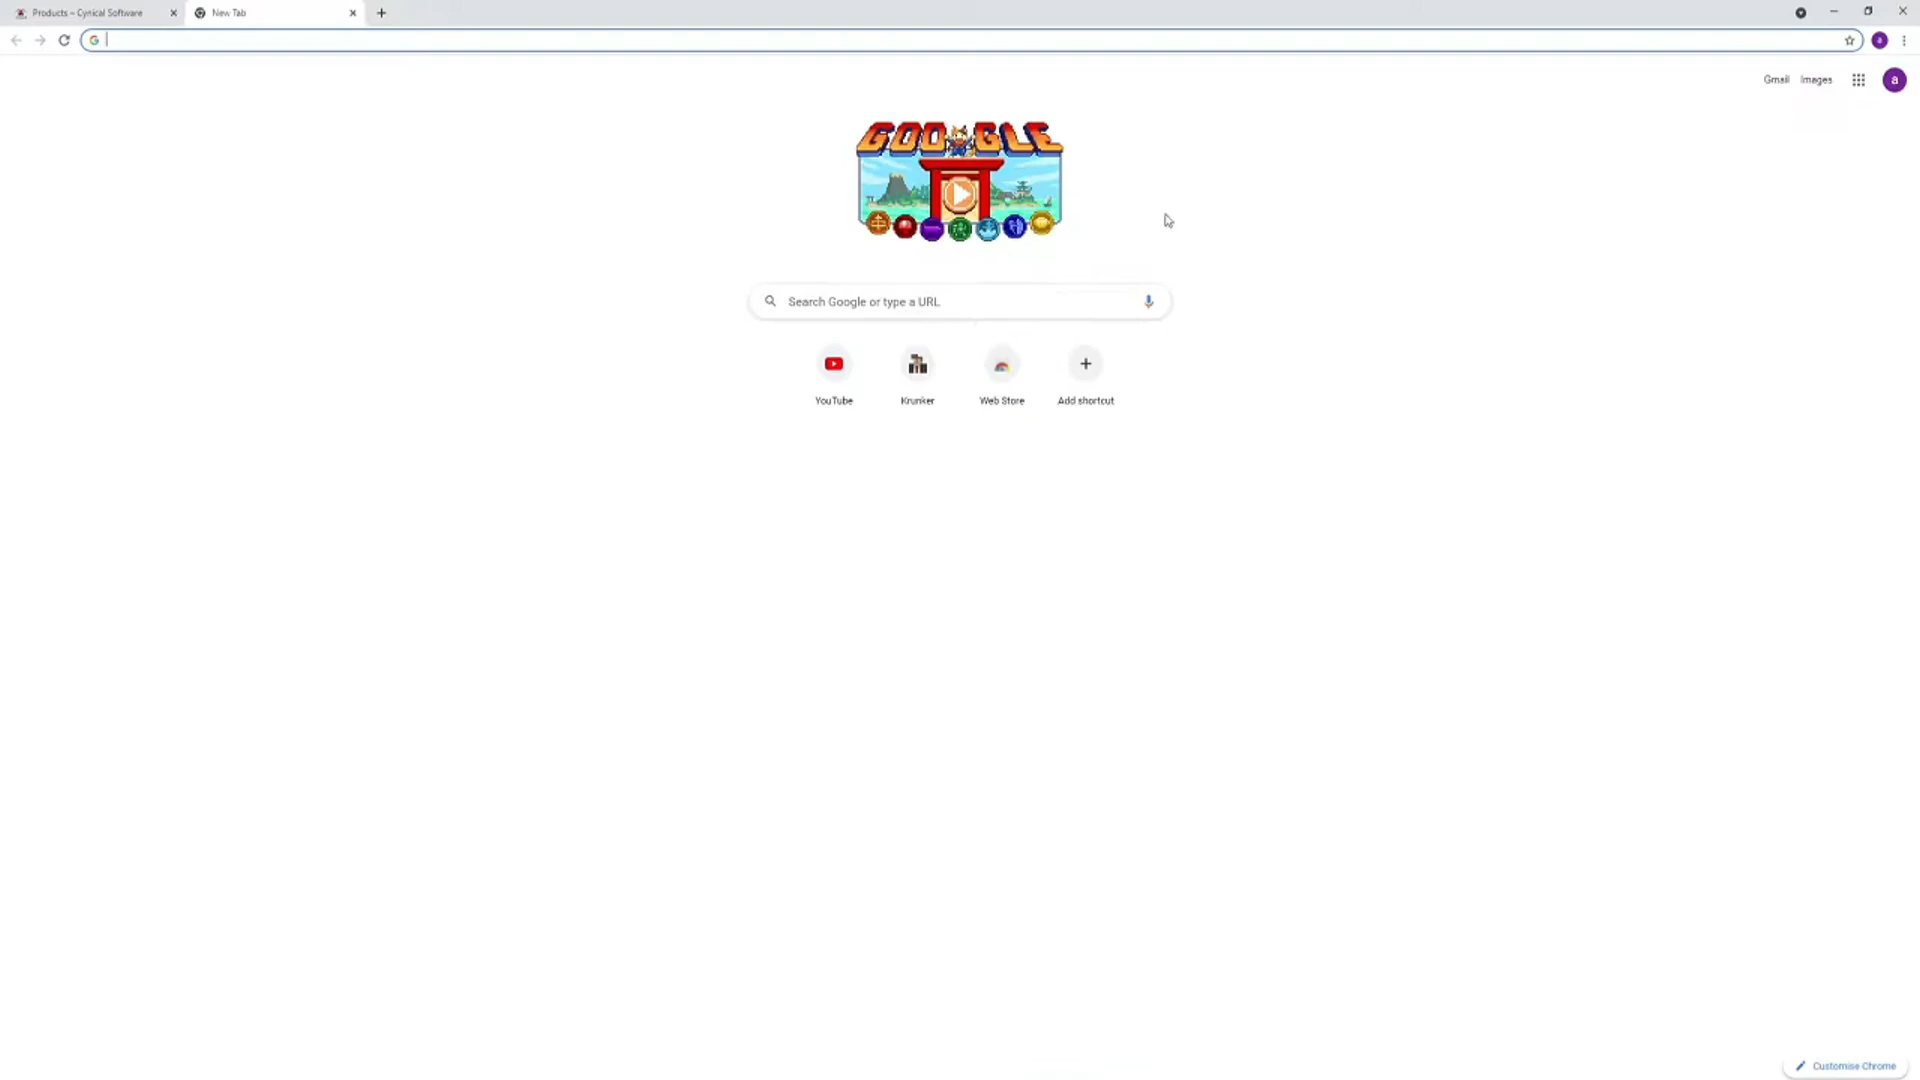 Products – Cynical Software
New Tab
Gmail Images
a
GOOGLE
Search Google or type a URL
YouTube Krunker Web Store Add shortcut
Customise Chrome